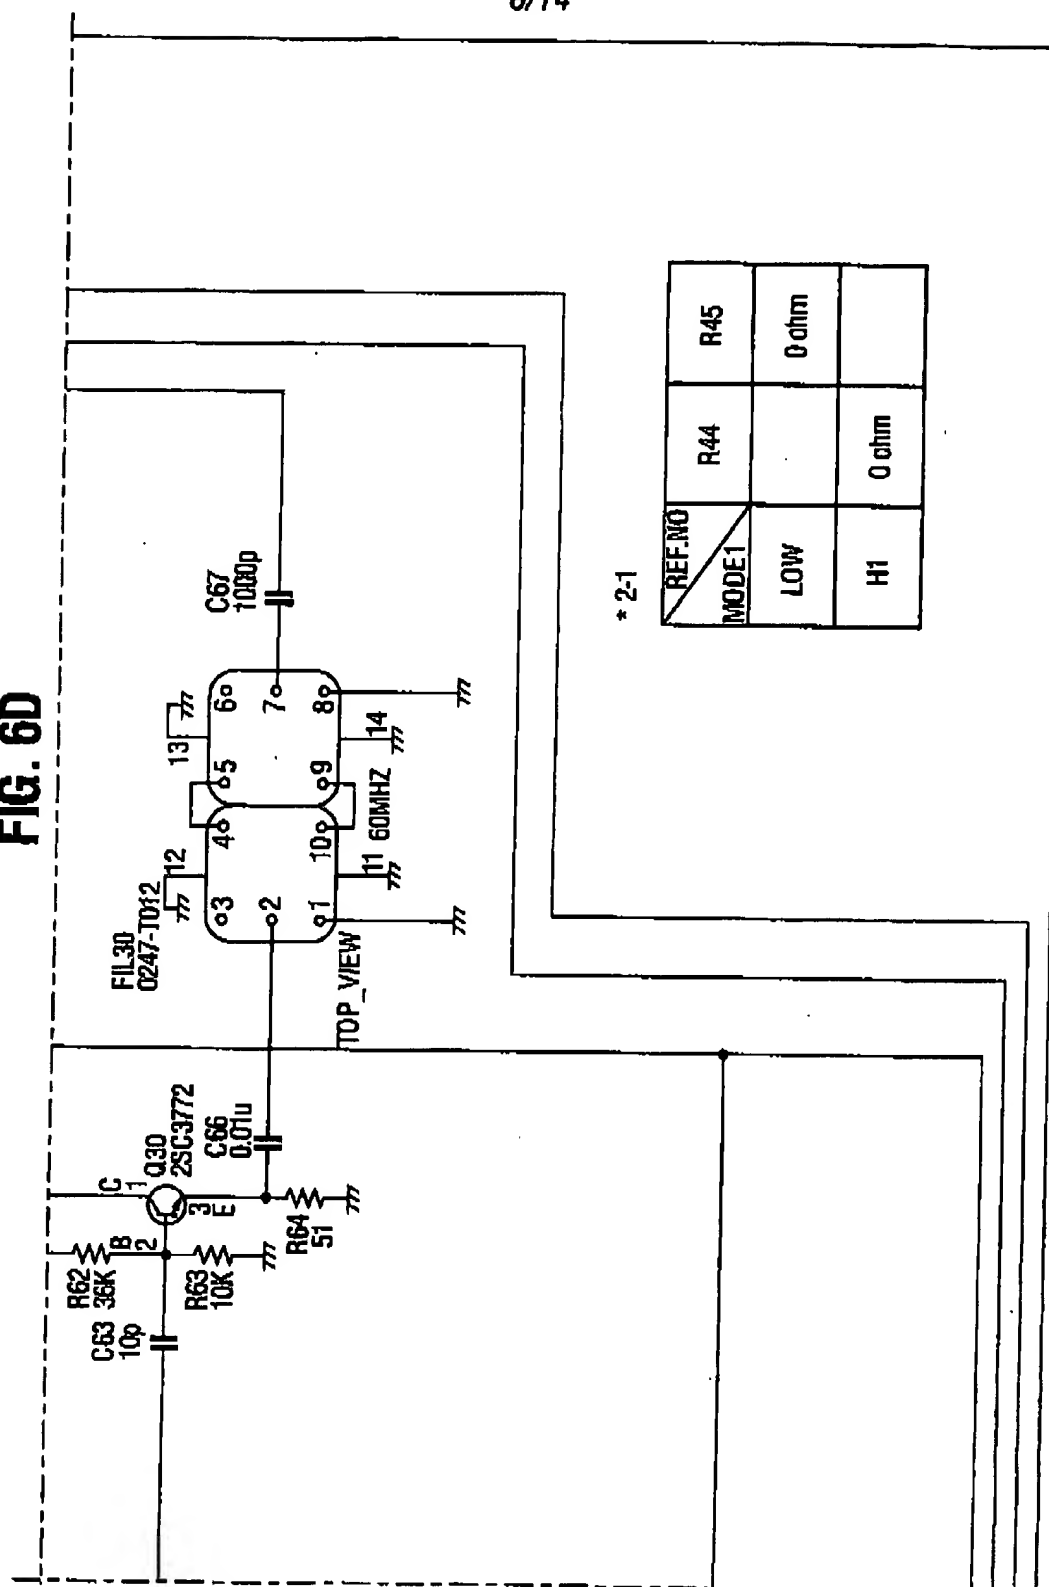 8/14
FIG. 6D
R62
36K
C63
10p
R63
10K
B
2
C
1
3
E
Q30
2SC3772
R64
51
C66
0.01u
FIL30
0247-T012
TOP_VIEW
12
13
3
4
5
6
2
7
1
10
9
8
11
14
60MHZ
C67
1000p
* 2-1
REF.NO
MODE1
R44
R45
LOW
0 ohm
H1
0 ohm